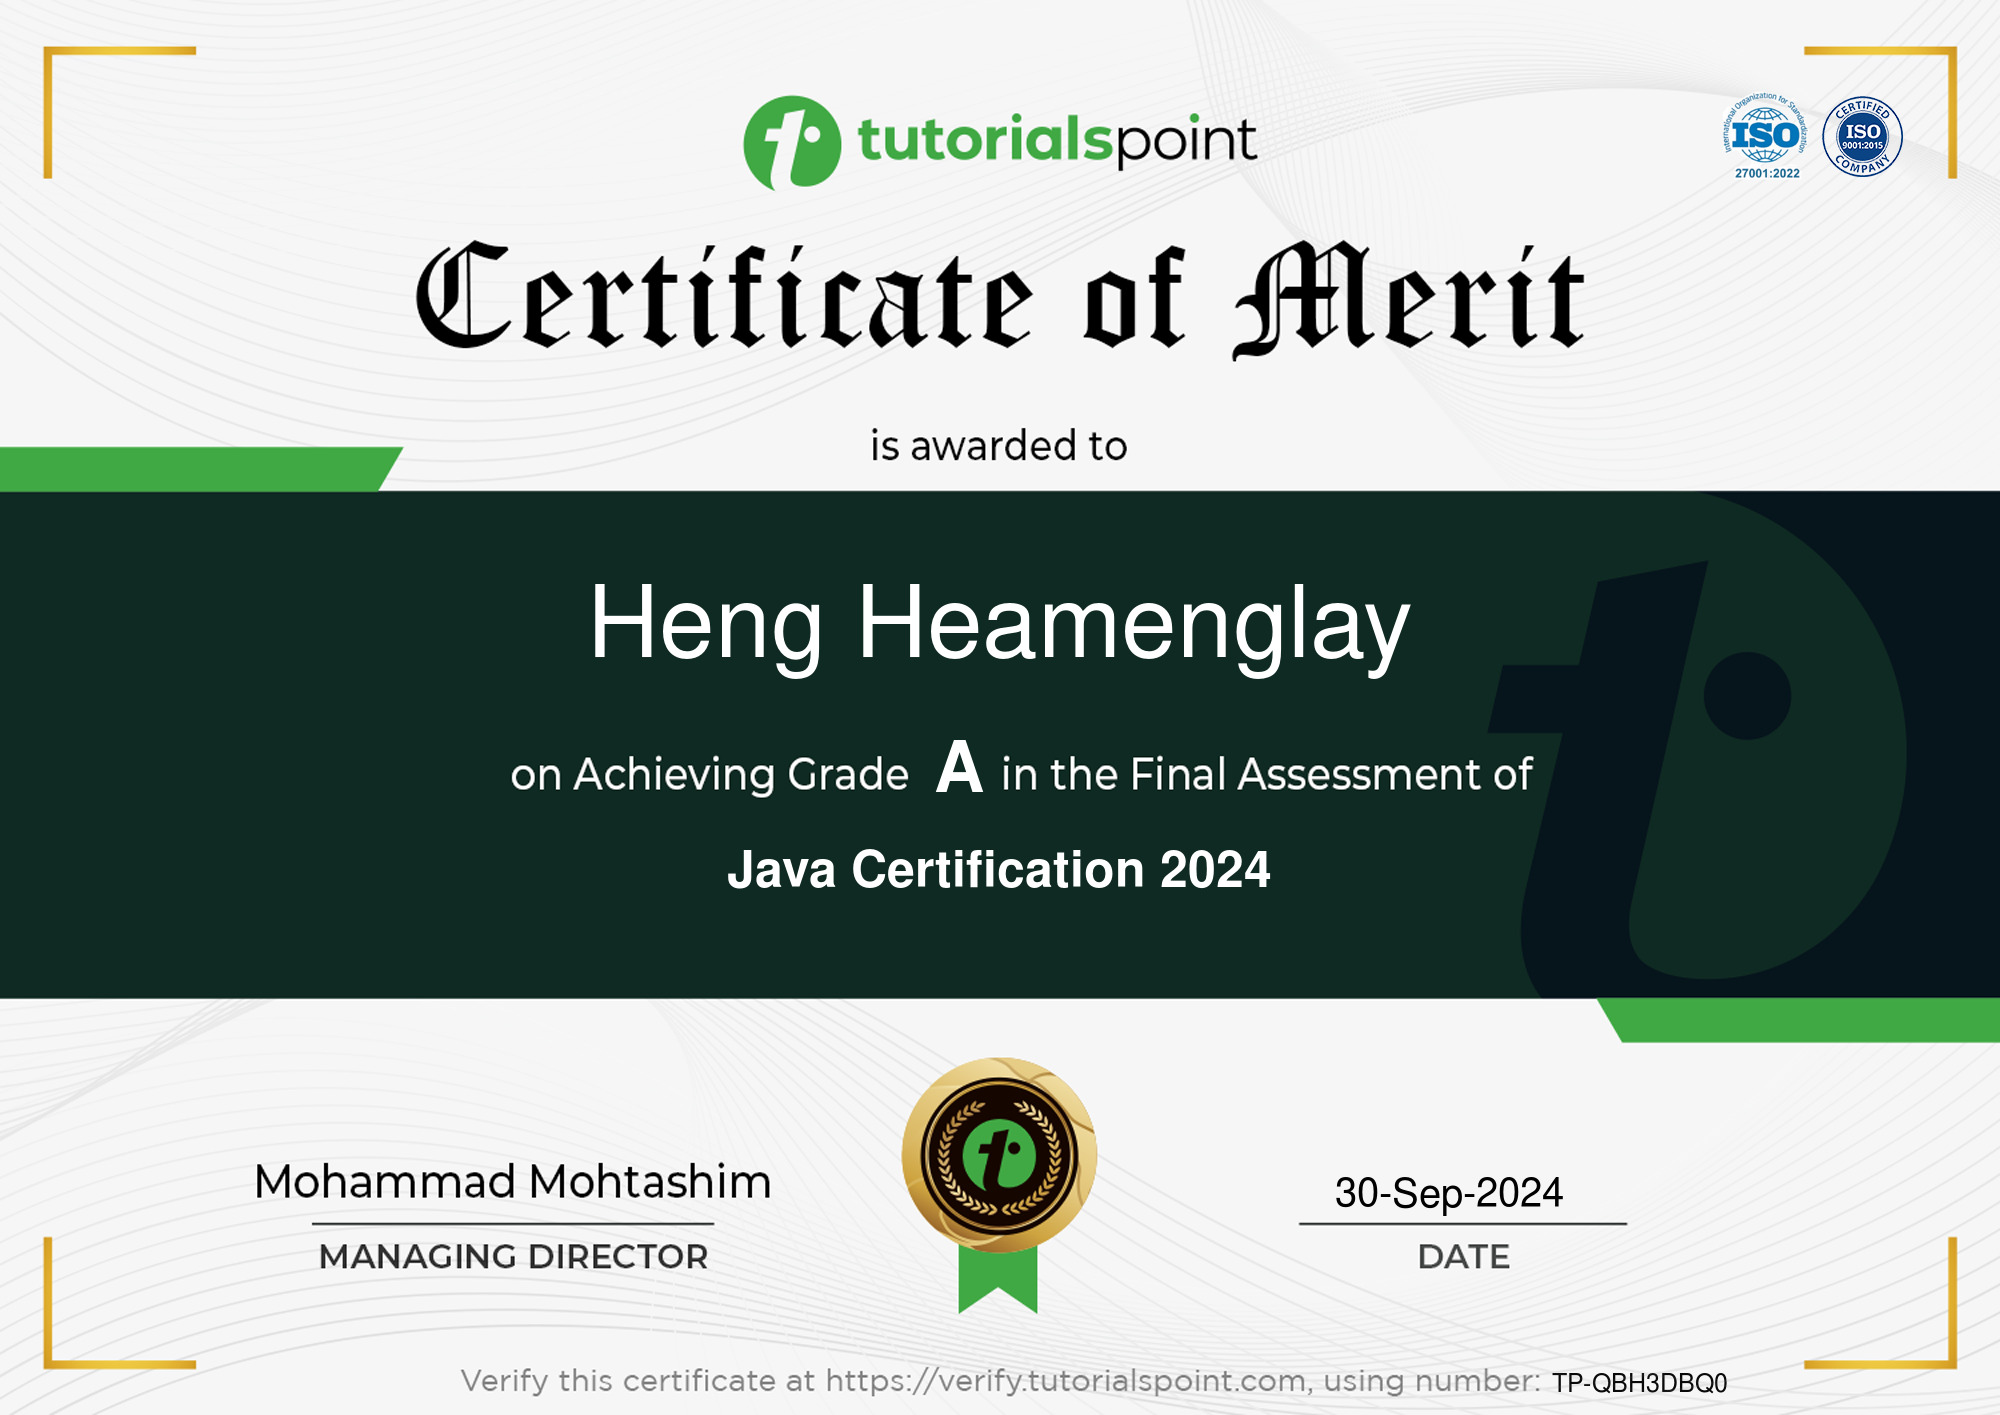 tutorialspoint
International Organization for Standardization
ISO
27001:2022
CERTIFIED
ISO
9001:2015
COMPANY
Certificate of Merit
is awarded to
Heng Heamenglay
on Achieving Grade A in the Final Assessment of
Java Certification 2024
Mohammad Mohtashim
MANAGING DIRECTOR
30-Sep-2024
DATE
Verify this certificate at https://verify.tutorialspoint.com, using number: TP-QBH3DBQ0